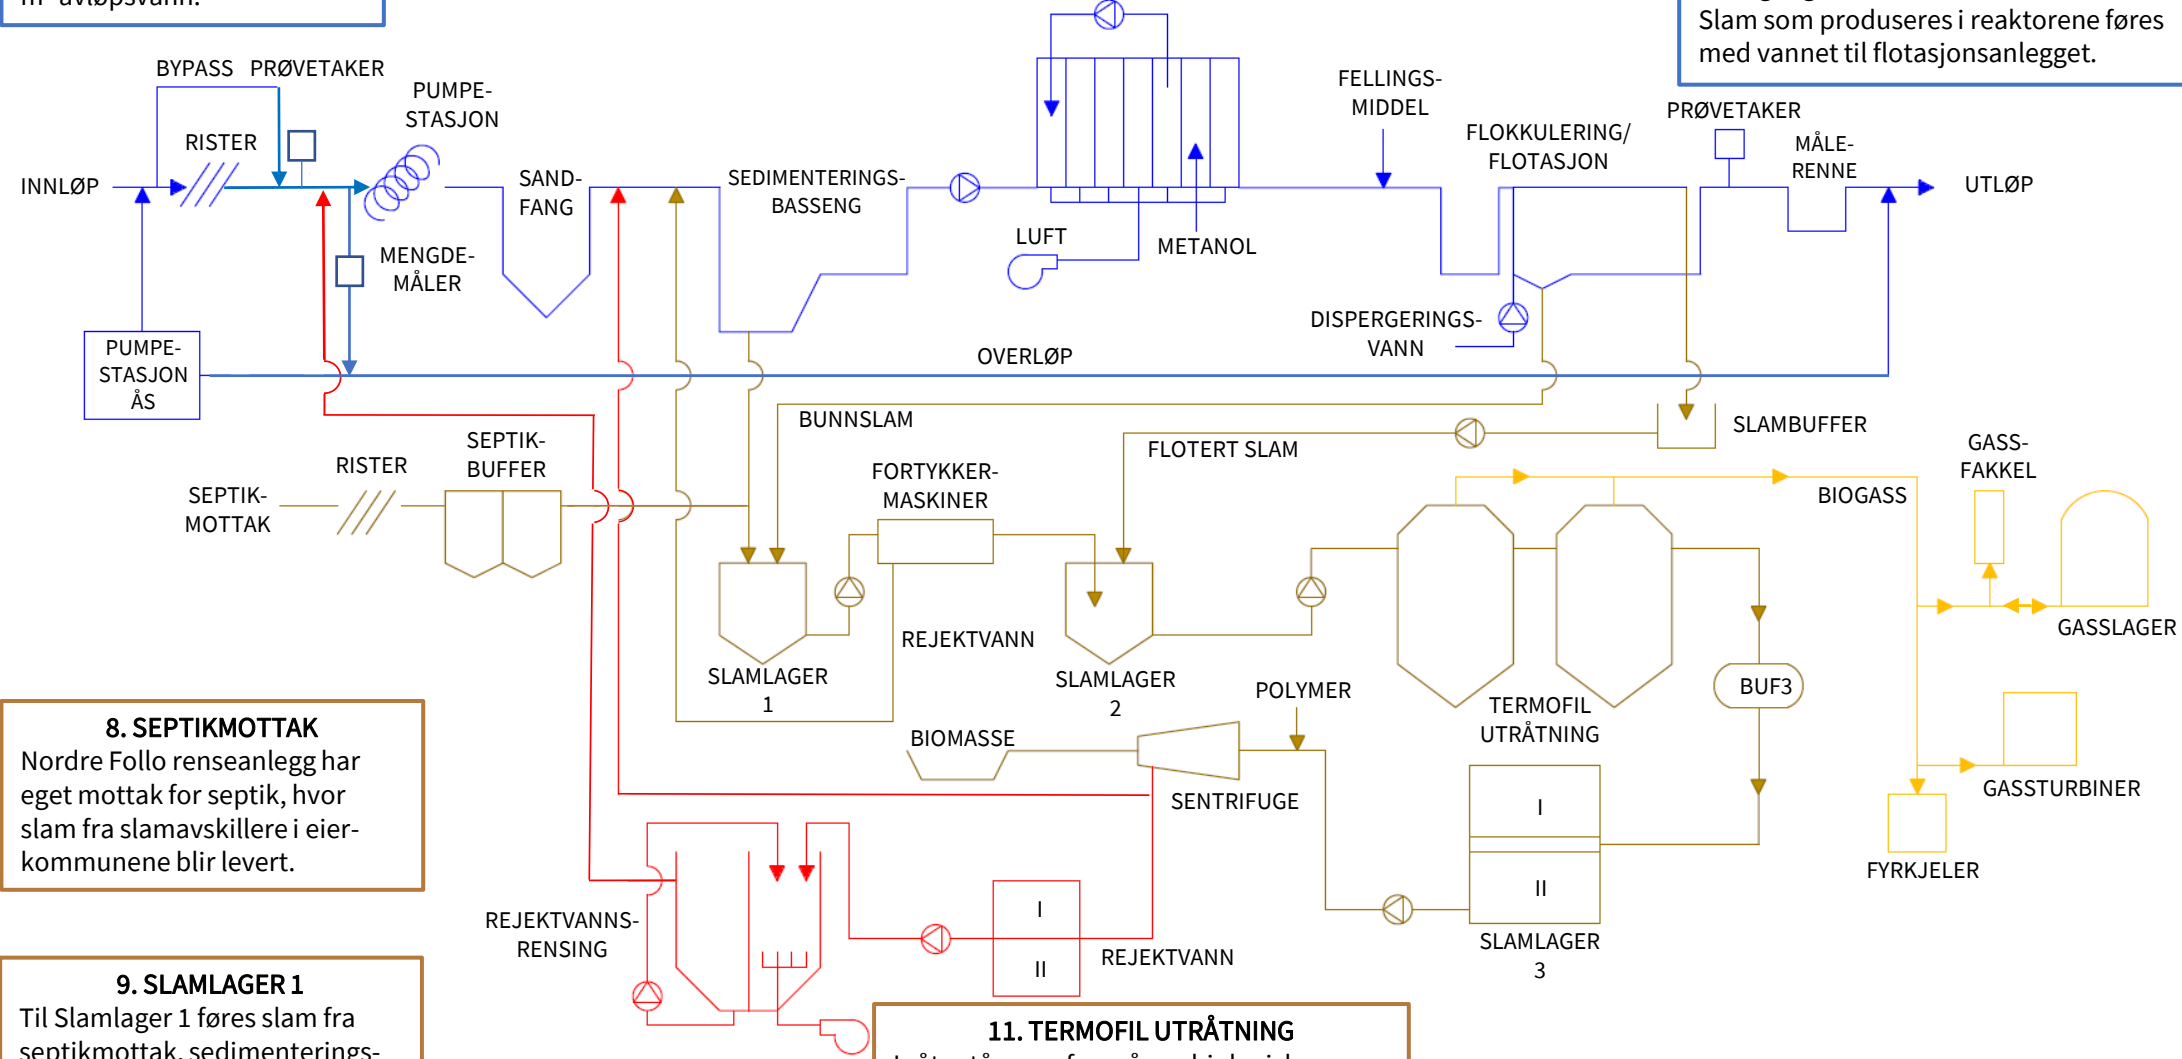 m³ avløpsvann.
Slam som produseres i reaktorene føres
med vannet til flotasjonsanlegget.
BYPASS
PRØVETAKER
PUMPE-
STASJON
RISTER
INNLØP
MENGDE-
MÅLER
SAND-
FANG
SEDIMENTERINGS-
BASSENG
LUFT
METANOL
FELLINGS-
MIDDEL
FLOKKULERING/
FLOTASJON
PRØVETAKER
MÅLE-
RENNE
UTLØP
DISPERGERINGS-
VANN
PUMPE-
STASJON
ÅS
OVERLØP
BUNNSLAM
FLOTERT SLAM
SLAMBUFFER
SEPTIK-
MOTTAK
RISTER
SEPTIK-
BUFFER
FORTYKKER-
MASKINER
REJEKTVANN
SLAMLAGER
1
SLAMLAGER
2
TERMOFIL
UTRÅTNING
BIOGASS
GASS-
FAKKEL
GASSLAGER
BUF3
GASSTURBINER
FYRKJELER
POLYMER
BIOMASSE
SENTRIFUGE
I
II
SLAMLAGER
3
REJEKTVANNS-
RENSING
I
II
REJEKTVANN
8. SEPTIKMOTTAK
Nordre Follo renseanlegg har
eget mottak for septik, hvor
slam fra slamavskillere i eier-
kommunene blir levert.
9. SLAMLAGER 1
Til Slamlager 1 føres slam fra
septikmottak, sedimenterings-
11. TERMOFIL UTRÅTNING